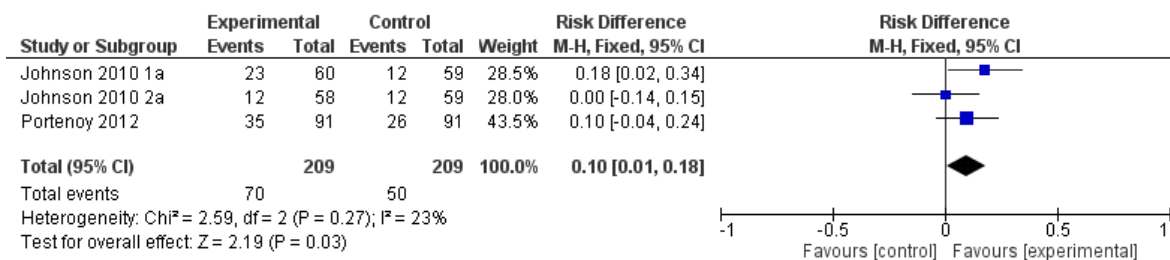 Experimental Control Risk Difference Risk Difference
Study or Subgroup Events Total Events Total Weight M-H, Fixed, 95% CI M-H, Fixed, 95% CI
Johnson 2010 1a 23 60 12 59 28.5% 0.18 [0.02, 0.34]
Johnson 2010 2a 12 58 12 59 28.0% 0.00 [-0.14, 0.15]
Portenoy 2012 35 91 26 91 43.5% 0.10 [-0.04, 0.24]
Total (95% CI) 209 209 100.0% 0.10 [0.01, 0.18]
Total events 70 50
Heterogeneity: Chi² = 2.59, df = 2 (P = 0.27); I² = 23%
Test for overall effect: Z = 2.19 (P = 0.03)
-1 -0.5 0 0.5 1
Favours [control] Favours [experimental]